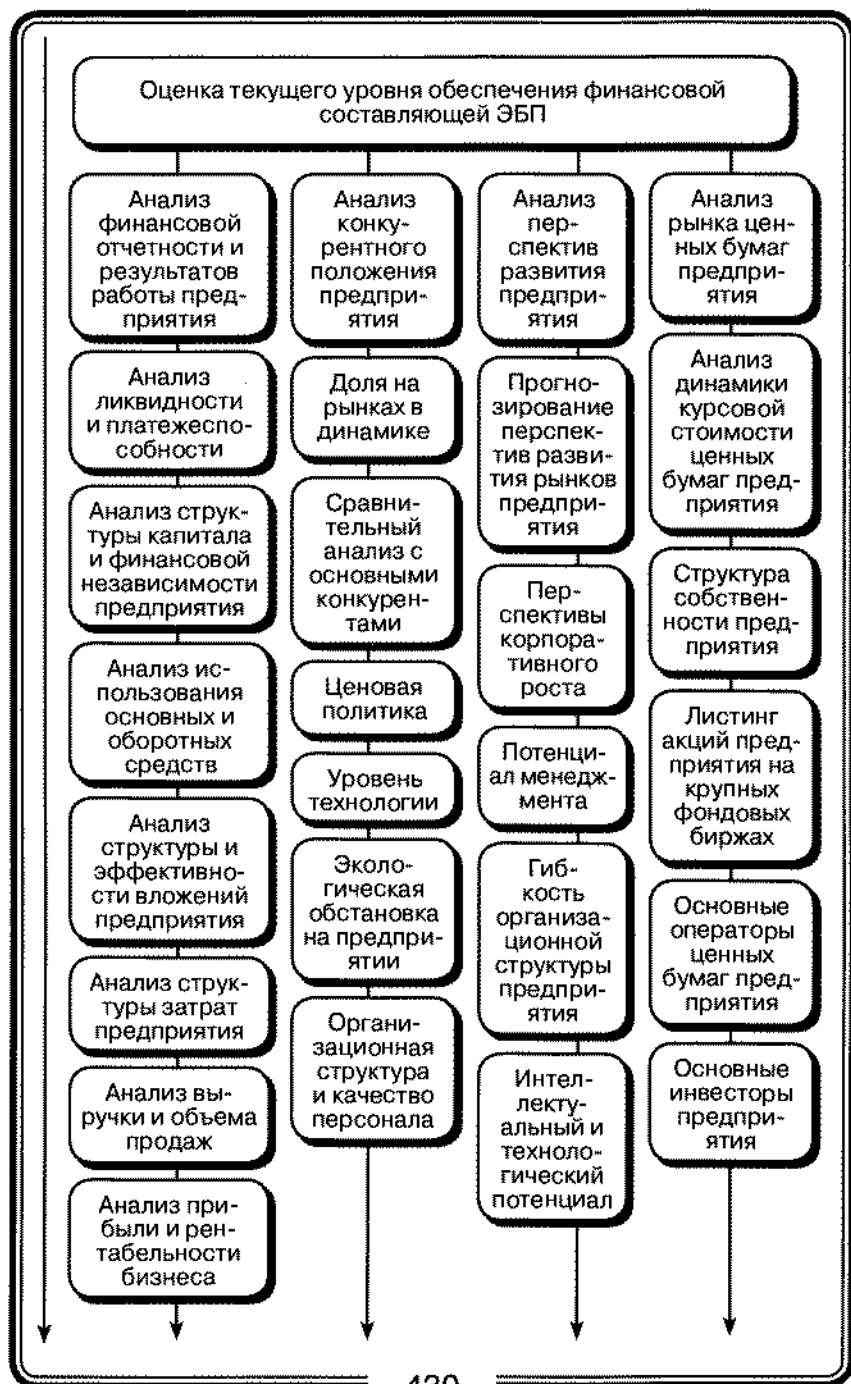 Оценка текущего уровня обеспечения финансовой
составляющей ЭБП
Анализ
финансовой
отчетности и
результатов
работы пред-
приятия
Анализ
ликвидности
и платежеспо-
собности
Анализ струк-
туры капитала
и финансовой
независимости
предприятия
Анализ ис-
пользования
основных и
оборотных
средств
Анализ
структуры и
эффективно-
сти вложений
предприятия
Анализ струк-
туры затрат
предприятия
Анализ вы-
ручки и объема
продаж
Анализ при-
были и рен-
табельности
бизнеса
Анализ
конку-
рентного
положения
предпри-
ятия
Доля на
рынках в
динамике
Сравни-
тельный
анализ с
основными
конкурен-
тами
Ценовая
политика
Уровень
технологии
Эколо-
гическая
обстановка
на предпри-
ятии
Органи-
зационная
структура
и качество
персонала
Анализ
пер-
спектив
развития
предпри-
ятия
Прогно-
зирование
перспек-
тив разви-
тия рынков
предпри-
ятия
Пер-
спективы
корпора-
тивного
роста
Потенци-
ал менедж-
мента
Гиб-
кость
организа-
ционной
структуры
предпри-
ятия
Интел-
лекту-
альный и
техноло-
гический
потенциал
Анализ
рынка цен-
ных бумаг
предпри-
ятия
Анализ
динамики
курсовой
стоимости
ценных
бумаг пред-
приятия
Структура
собствен-
ности пред-
приятия
Листинг
акций пред-
приятия на
крупных
фондовых
биржах
Основные
операторы
ценных
бумаг пред-
приятия
Основные
инвесторы
предпри-
ятия